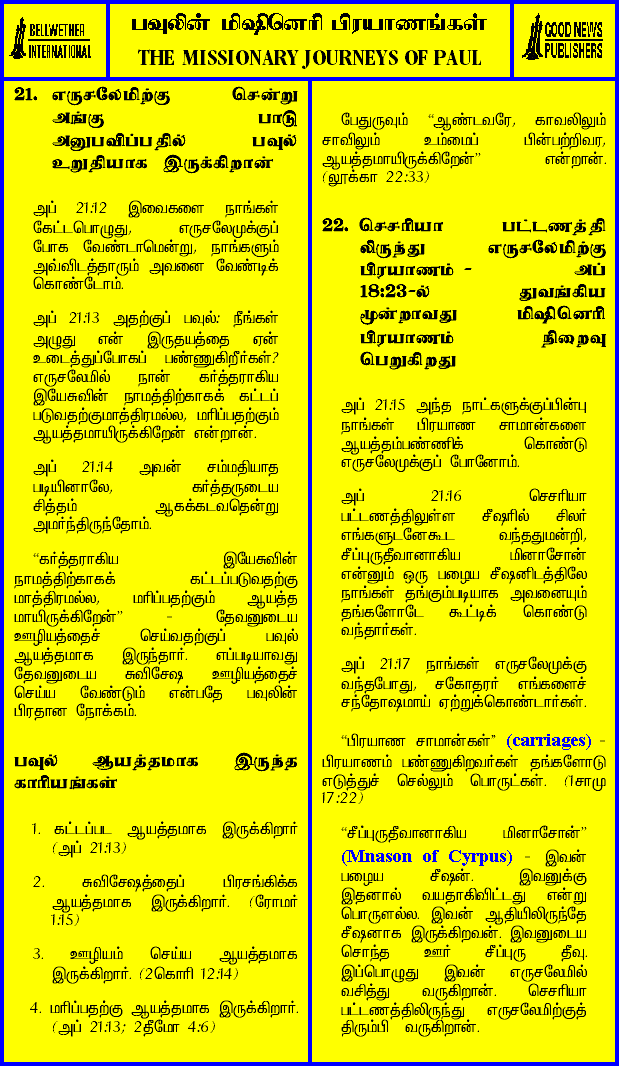 BELLWETHER
INTERNATIONAL
பவுலின் மிஷினெரி பிரயாணங்கள்
THE MISSIONARY JOURNEYS OF PAUL
GOOD NEWS
PUBLISHERS
21. எருசலேமிற்கு சென்று
அங்கு பாடு
அனுபவிப்பதில் பவுல்
உறுதியாக இருக்கிறான்
அப் 21:12 இவைகளை நாங்கள்
கேட்டபொழுது, எருசலேமுக்குப்
போக வேண்டாமென்று, நாங்களும்
அவ்விடத்தாரும் அவனை வேண்டிக்
கொண்டோம்.
அப் 21:13 அதற்குப் பவுல்: நீங்கள்
அழுது என் இருதயத்தை ஏன்
உடைத்துப்போகப் பண்ணுகிறீர்கள்?
எருசலேமில் நான் கர்த்தராகிய
இயேசுவின் நாமத்திற்காகக் கட்டப்
படுவதற்குமாத்திரமல்ல, மரிப்பதற்கும்
ஆயத்தமாயிருக்கிறேன் என்றான்.
அப் 21:14 அவன் சம்மதியாத
படியினாலே, கர்த்தருடைய
சித்தம் ஆகக்கடவதென்று
அமர்ந்திருந்தோம்.
“கர்த்தராகிய இயேசுவின்
நாமத்திற்காகக் கட்டப்படுவதற்கு
மாத்திரமல்ல, மரிப்பதற்கும் ஆயத்த
மாயிருக்கிறேன்” - தேவனுடைய
ஊழியத்தைச் செய்வதற்குப் பவுல்
ஆயத்தமாக இருந்தார். எப்படியாவது
தேவனுடைய சுவிசேஷ ஊழியத்தைச்
செய்ய வேண்டும் என்பதே பவுலின்
பிரதான நோக்கம்.
பவுல் ஆயத்தமாக இருந்த
காரியங்கள்
1. கட்டப்பட ஆயத்தமாக இருக்கிறார்
(அப் 21:13)
2. சுவிசேஷத்தைப் பிரசங்கிக்க
ஆயத்தமாக இருக்கிறார். (ரோமர்
1:15)
3. ஊழியம் செய்ய ஆயத்தமாக
இருக்கிறார். (2கொரி 12:14)
4. மரிப்பதற்கு ஆயத்தமாக இருக்கிறார்.
(அப் 21:13; 2தீமோ 4:6)
பேதுருவும் “ஆண்டவரே, காவலிலும்
சாவிலும் உம்மைப் பின்பற்றிவர,
ஆயத்தமாயிருக்கிறேன்” என்றான்.
(லூக்கா 22:33)
22. செசரியா பட்டணத்தி
லிருந்து எருசலேமிற்கு
பிரயாணம் - அப்
18:23-ல் துவங்கிய
மூன்றாவது மிஷினெரி
பிரயாணம் நிறைவு
பெறுகிறது
அப் 21:15 அந்த நாட்களுக்குப்பின்பு
நாங்கள் பிரயாண சாமான்களை
ஆயத்தம்பண்ணிக் கொண்டு
எருசலேமுக்குப் போனோம்.
அப் 21:16 செசரியா
பட்டணத்திலுள்ள சீஷரில் சிலர்
எங்களுடனேகூட வந்ததுமன்றி,
சீப்புருதீவானாகிய மினாசோன்
என்னும் ஒரு பழைய சீஷனிடத்திலே
நாங்கள் தங்கும்படியாக அவனையும்
தங்களோடே கூட்டிக் கொண்டு
வந்தார்கள்.
அப் 21:17 நாங்கள் எருசலேமுக்கு
வந்தபோது, சகோதரர் எங்களைச்
சந்தோஷமாய் ஏற்றுக்கொண்டார்கள்.
“பிரயாண சாமான்கள்” (carriages) -
பிரயாணம் பண்ணுகிறவர்கள் தங்களோடு
எடுத்துச் செல்லும் பொருட்கள். (1சாமு
17:22)
“சீப்புருதீவானாகிய மினாசோன்”
(Mnason of Cyrpus) - இவன்
பழைய சீஷன். இவனுக்கு
இதனால் வயதாகிவிட்டது என்று
பொருளல்ல. இவன் ஆதியிலிருந்தே
சீஷனாக இருக்கிறவன். இவனுடைய
சொந்த ஊர் சீப்புரு தீவு.
இப்பொழுது இவன் எருசலேமில்
வசித்து வருகிறான். செசரியா
பட்டணத்திலிருந்து எருசலேமிற்குத்
திரும்பி வருகிறான்.